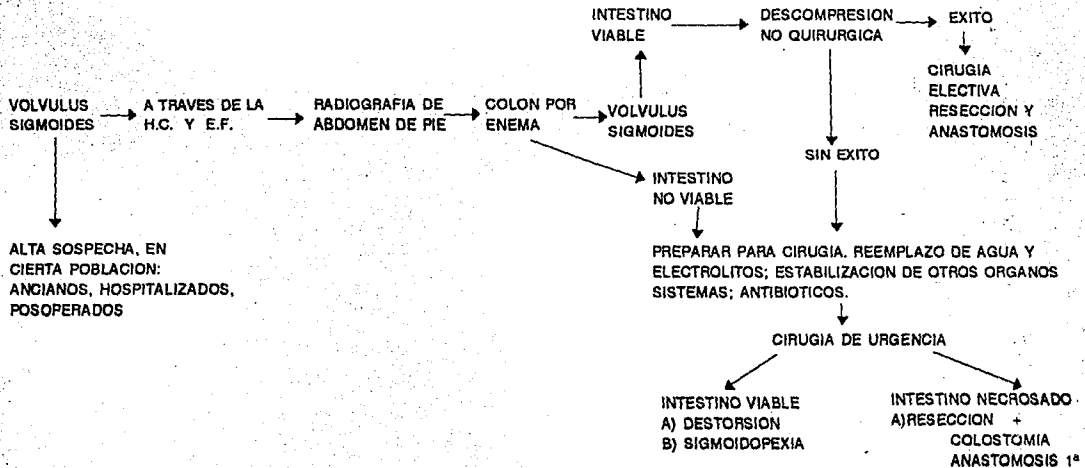 VOLVULUS
SIGMOIDES
A TRAVES DE LA
H.C. Y E.F.
RADIOGRAFIA DE
ABDOMEN DE PIE
COLON POR
ENEMA
VOLVULUS
SIGMOIDES
INTESTINO
VIABLE
DESCOMPRESION
NO QUIRURGICA
EXITO
CIRUGIA
ELECTIVA
RESECCION Y
ANASTOMOSIS
SIN EXITO
INTESTINO
NO VIABLE
ALTA SOSPECHA, EN
CIERTA POBLACION:
ANCIANOS, HOSPITALIZADOS,
POSOPERADOS
PREPARAR PARA CIRUGIA. REEMPLAZO DE AGUA Y
ELECTROLITOS; ESTABILIZACION DE OTROS ORGANOS
SISTEMAS; ANTIBIOTICOS.
CIRUGIA DE URGENCIA
INTESTINO VIABLE
A) DESTORSION
B) SIGMOIDOPEXIA
INTESTINO NECROSADO
A)RESECCION +
COLOSTOMIA
ANASTOMOSIS 1ª